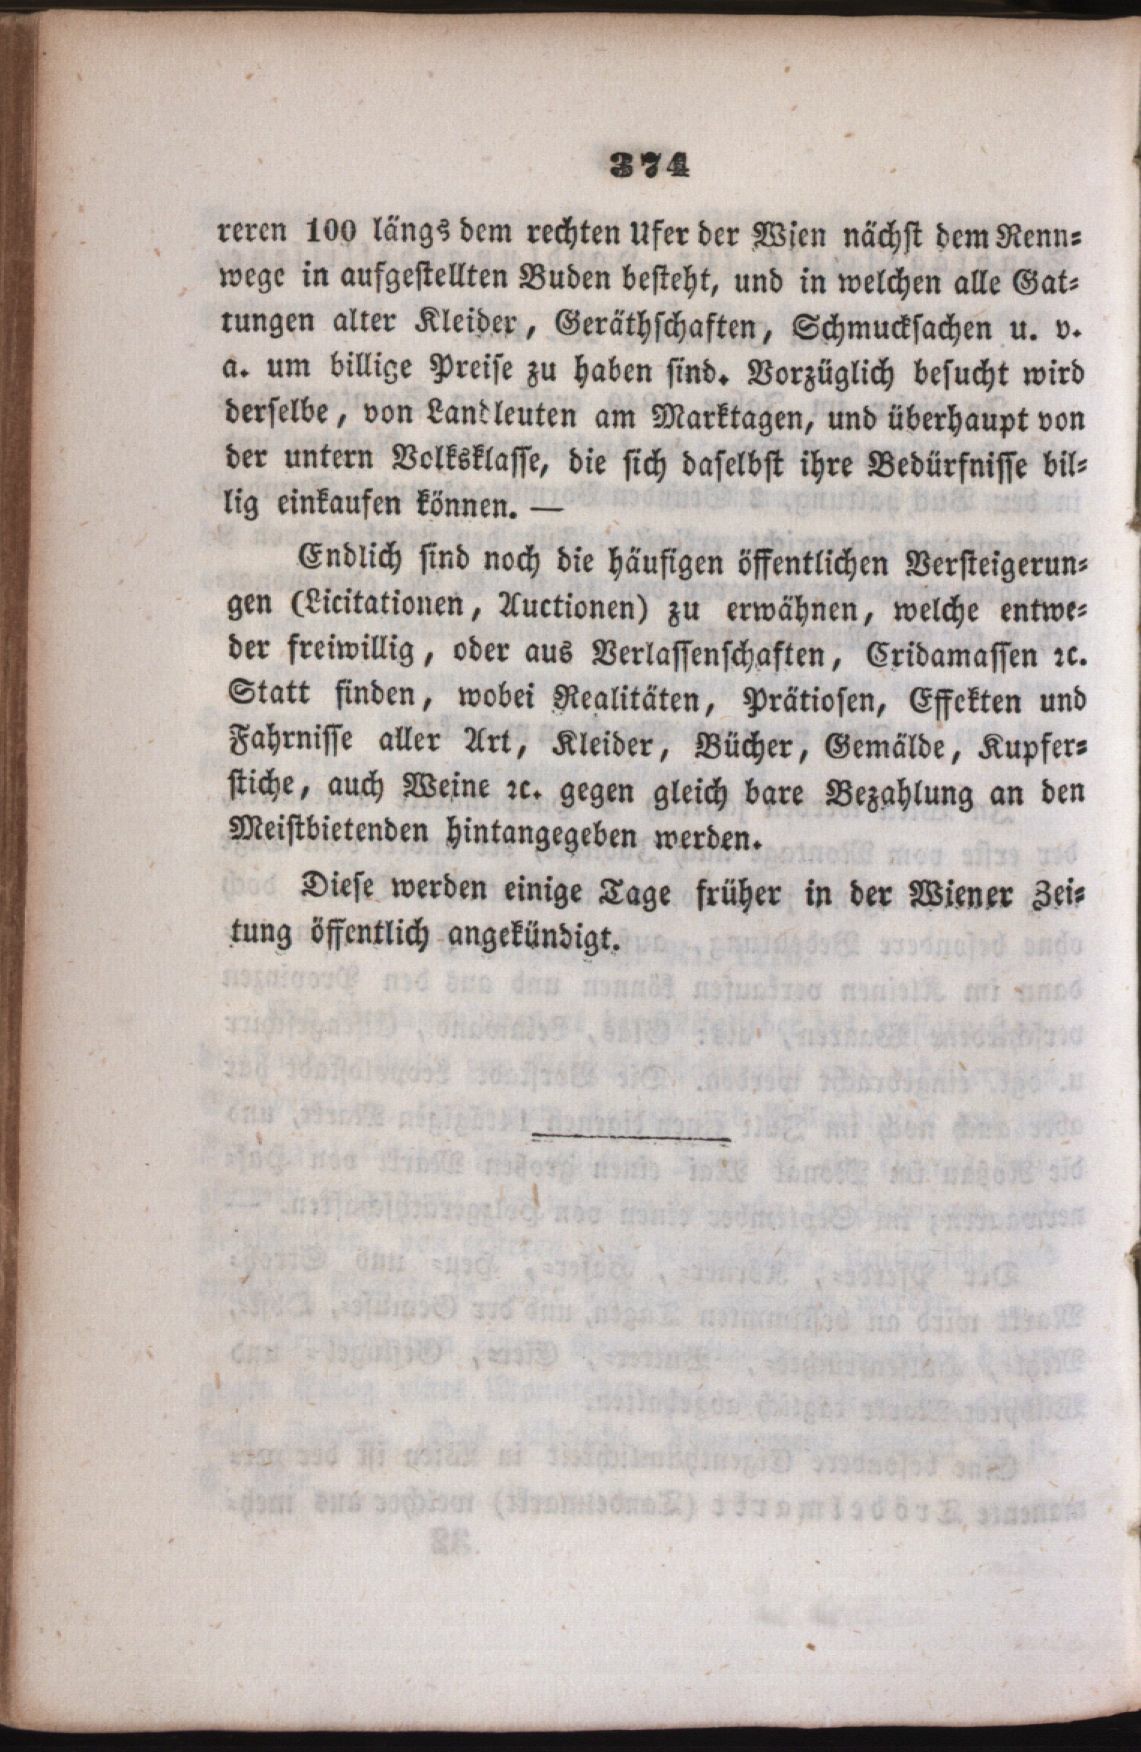 374
reren 100 längs dem rechten Ufer der Wien nächst dem Renn-
wege in aufgestellten Buden besteht, und in welchen alle Gat-
tungen alter Kleider, Geräthschaften, Schmucksachen u. v.
a. um billige Preise zu haben sind. Vorzüglich besucht wird
derselbe, von Landleuten am Marktagen, und überhaupt von
der untern Volksklasse, die sich daselbst ihre Bedürfnisse bil-
lig einkaufen können. —
Endlich sind noch die häufigen öffentlichen Versteigerun-
gen (Licitationen, Auctionen) zu erwähnen, welche entwe-
der freiwillig, oder aus Verlassenschaften, Cridamassen ꝛc.
Statt finden, wobei Realitäten, Prätiosen, Effekten und
Fahrnisse aller Art, Kleider, Bücher, Gemälde, Kupfer-
stiche, auch Weine ꝛc. gegen gleich bare Bezahlung an den
Meistbietenden hintangegeben werden.
Diese werden einige Tage früher in der Wiener Zei-
tung öffentlich angekündigt.